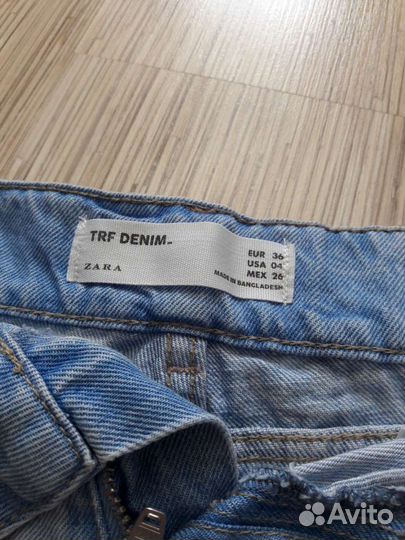 TRF DENIM-
ZARA
EUR 36
USA 04
MEX 26
MADE IN BANGLADESH
Avito